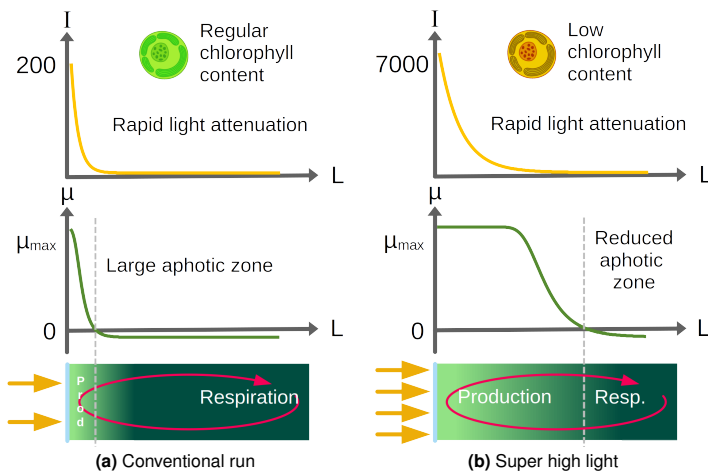 I
200
Regular
chlorophyll
content
Rapid light attenuation
L
μ
μmax
Large aphotic zone
0
L
Prod
Respiration
(a) Conventional run
I
7000
Low
chlorophyll
content
Rapid light attenuation
L
μ
μmax
Reduced
aphotic
zone
0
L
Production
Resp.
(b) Super high light